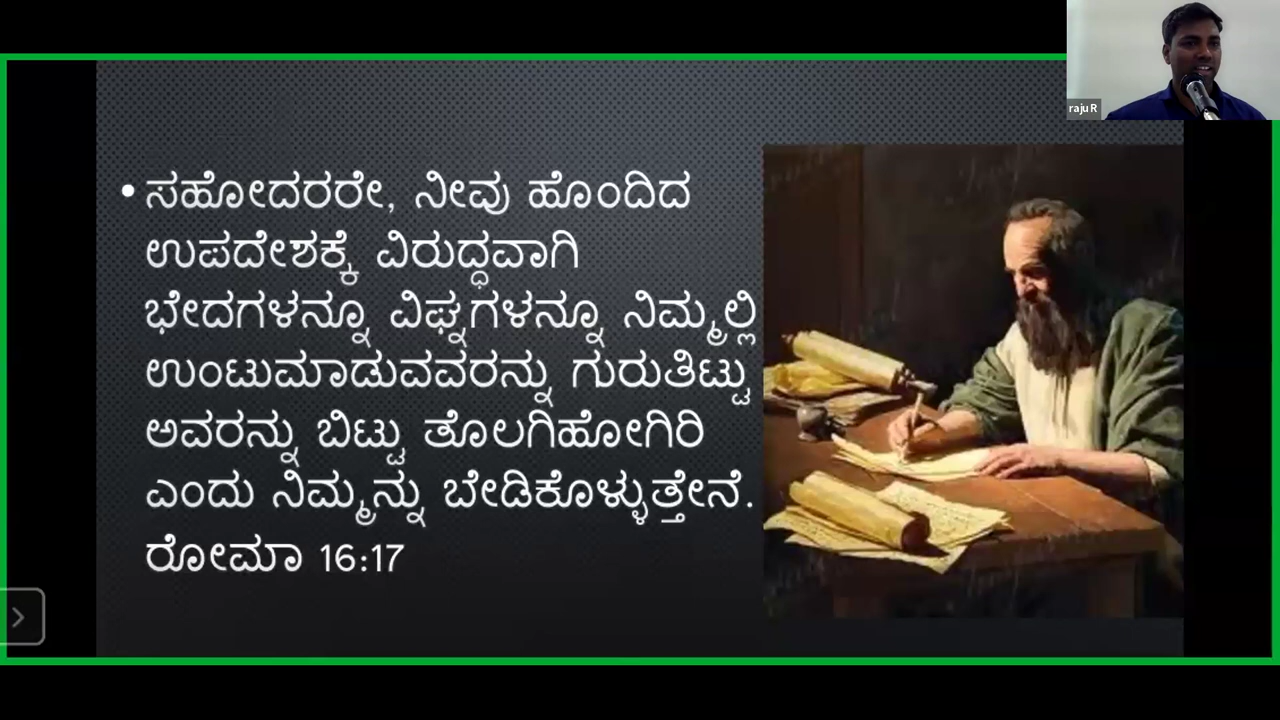 raju R
• ಸಹೋದರರೇ, ನೀವು ಹೊಂದಿದ
ಉಪದೇಶಕ್ಕೆ ವಿರುದ್ಧವಾಗಿ
ಭೇದಗಳನ್ನೂ ವಿಘ್ನಗಳನ್ನೂ ನಿಮ್ಮಲ್ಲಿ
ಉಂಟುಮಾಡುವವರನ್ನು ಗುರುತಿಟ್ಟು
ಅವರನ್ನು ಬಿಟ್ಟು ತೊಲಗಿಹೋಗಿರಿ
ಎಂದು ನಿಮ್ಮನ್ನು ಬೇಡಿಕೊಳ್ಳುತ್ತೇನೆ.
ರೋಮಾ 16:17